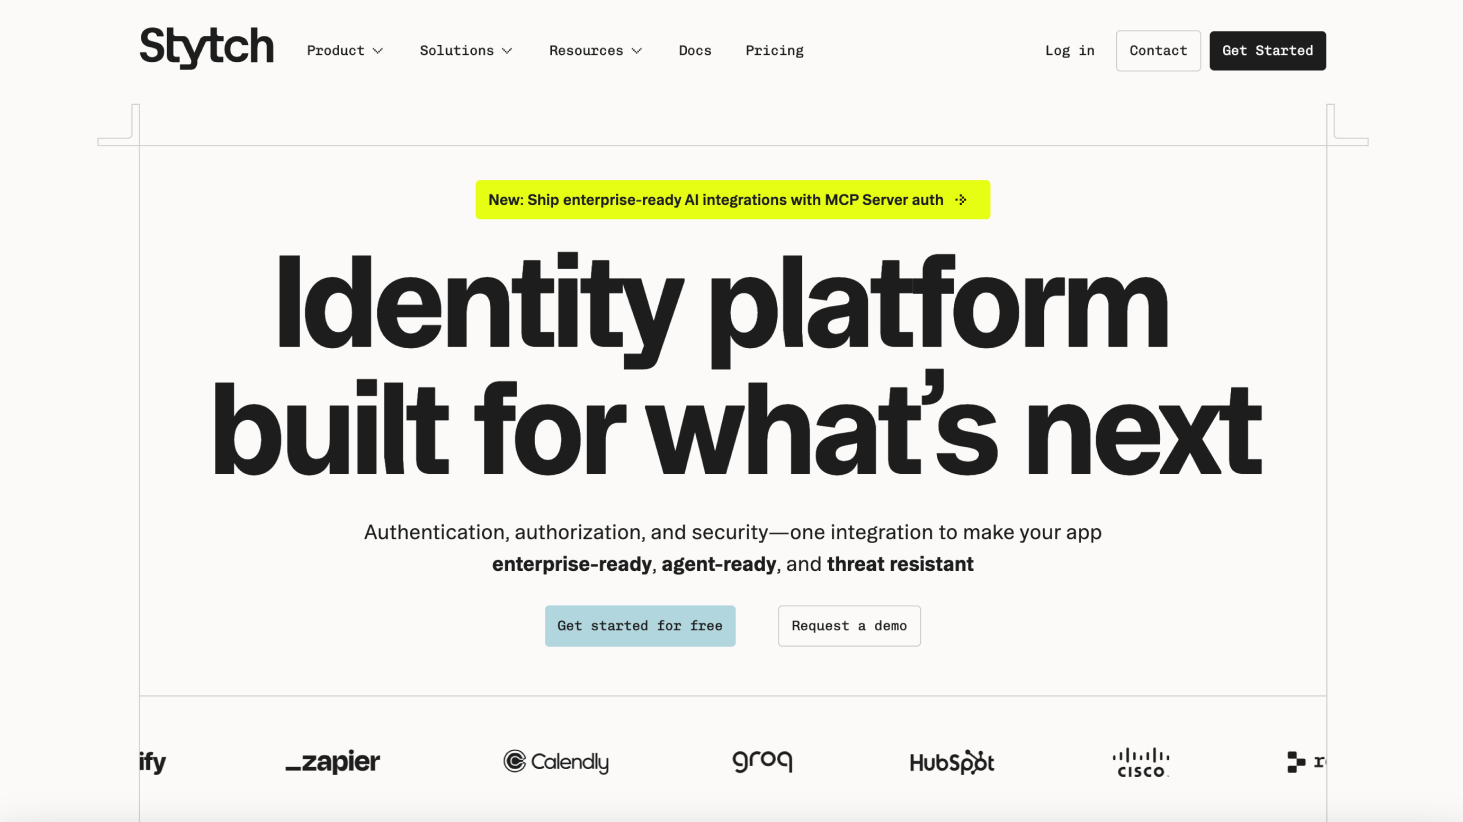 Stytch
Product
Solutions
Resources
Docs
Pricing
Log in
Contact
Get Started
New: Ship enterprise-ready AI integrations with MCP Server auth
Identity platform
built for what’s next
Authentication, authorization, and security—one integration to make your app
enterprise-ready, agent-ready, and threat resistant
Get started for free
Request a demo
ify
_zapier
Calendly
groq
HubSpot
CISCO